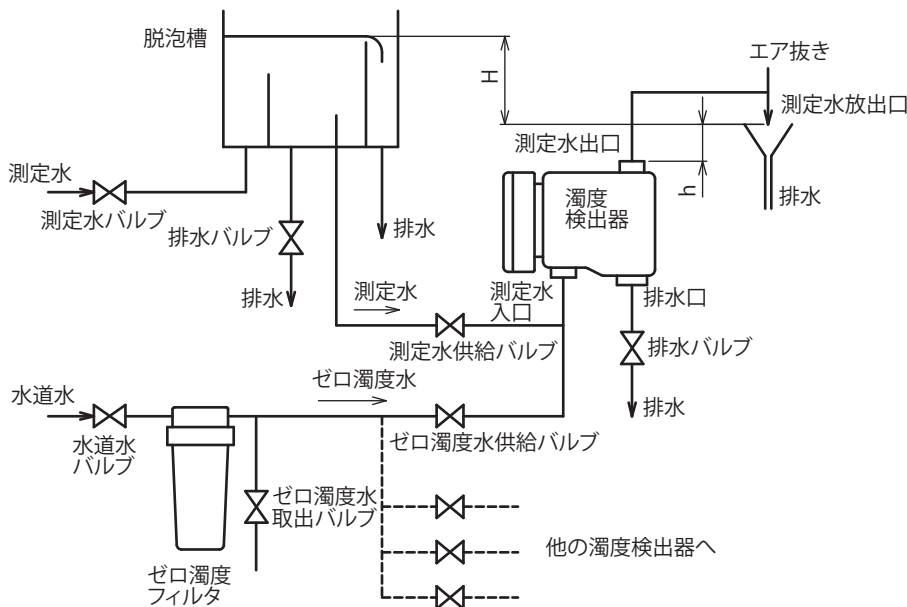 脱泡槽
H
エア抜き
測定水放出口
測定水出口
測定水
測定水バルブ
h
排水
濁度
検出器
排水バルブ
排水
排水
測定水
測定水
入口
排水口
測定水供給バルブ
排水バルブ
ゼロ濁度水
水道水
排水
水道水
バルブ
ゼロ濁度水供給バルブ
ゼロ濁度水
取出バルブ
他の濁度検出器へ
ゼロ濁度
フィルタ